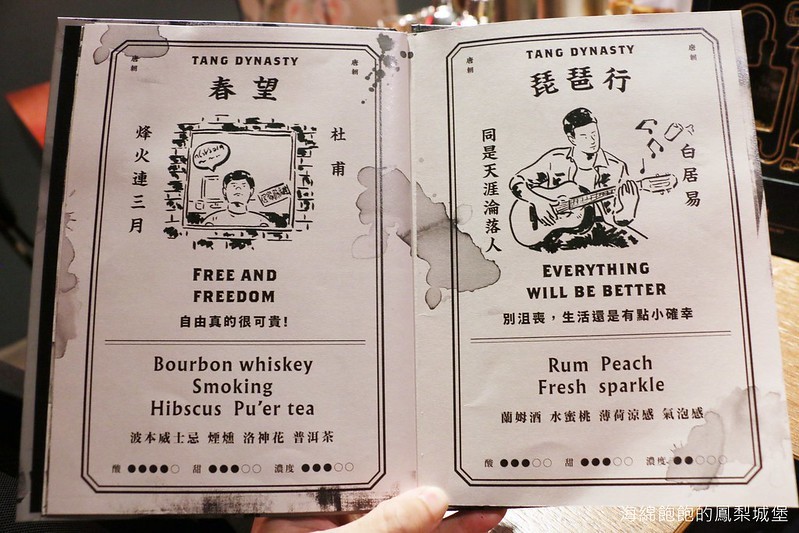 唐朝
TANG DYNASTY
春望
杜甫
烽火連三月
FREE AND
FREEDOM
自由真的很可貴!
Bourbon whiskey
Smoking
Hibscus Pu'er tea
波本威士忌 煙燻 洛神花 普洱茶
酸 ●●●●○ 甜 ●●●○○ 濃度 ●●●○○
唐朝
TANG DYNASTY
唐朝
琵琶行
白居易
同是天涯淪落人
EVERYTHING
WILL BE BETTER
別沮喪，生活還是有點小確幸
Rum Peach
Fresh sparkle
蘭姆酒 水蜜桃 薄荷涼感 氣泡感
酸 ●●●○○ 甜 ●●●○○ 濃度 ●●○○○
海綿飽飽的鳳梨城堡